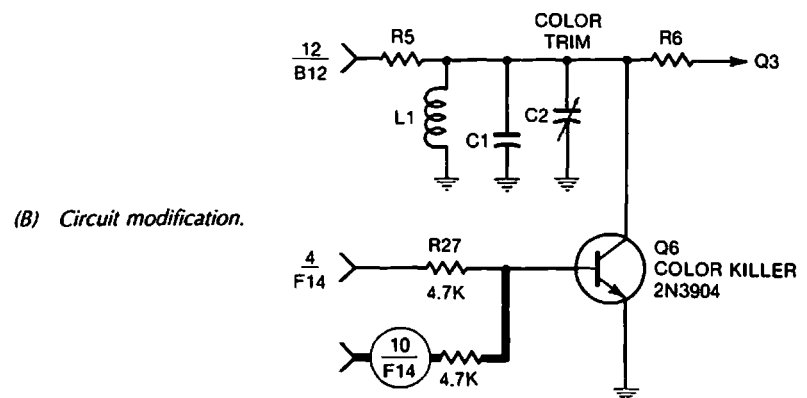 COLOR
TRIM
12
B12
R5
R6
Q3
L1
C1
C2
(B) Circuit modification.
4
F14
R27
4.7K
Q6
COLOR KILLER
2N3904
10
F14
4.7K